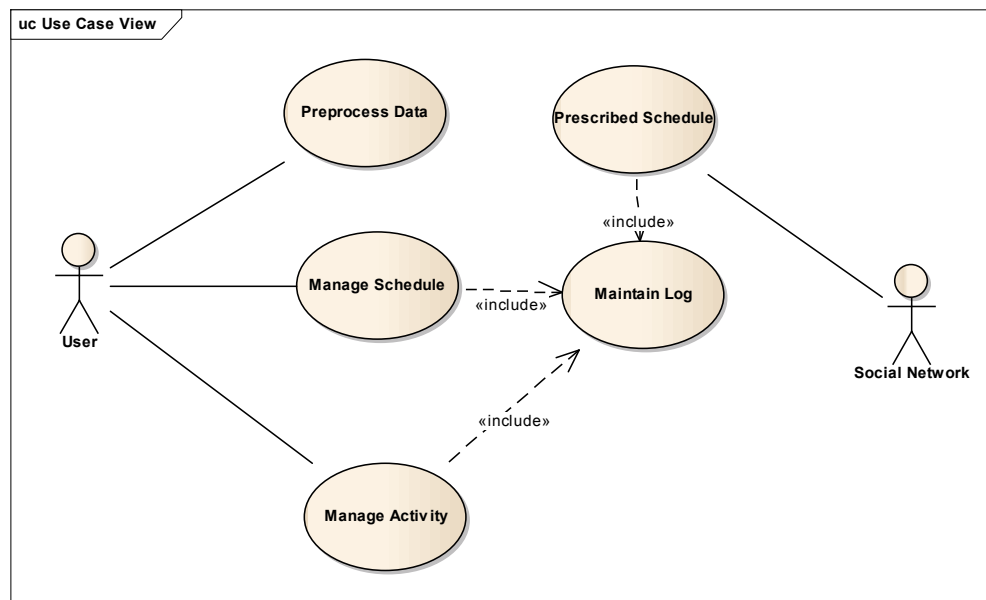 uc Use Case View
Preprocess Data
Prescribed Schedule
«include»
Manage Schedule
«include»
Maintain Log
User
Social Network
«include»
Manage Activity